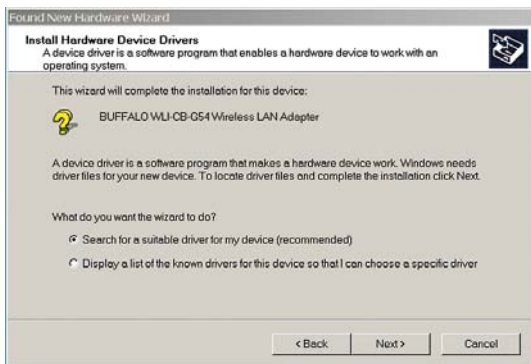 Found New Hardware Wizard
Install Hardware Device Drivers
A device driver is a software program that enables a hardware device to work with an
operating system.
This wizard will complete the installation for this device:
BUFFALO WLI-CB-G54 Wireless LAN Adapter
A device driver is a software program that makes a hardware device work. Windows needs
driver files for your new device. To locate driver files and complete the installation click Next.
What do you want the wizard to do?
Search for a suitable driver for my device (recommended)
Display a list of the known drivers for this device so that I can choose a specific driver
< Back
Next >
Cancel